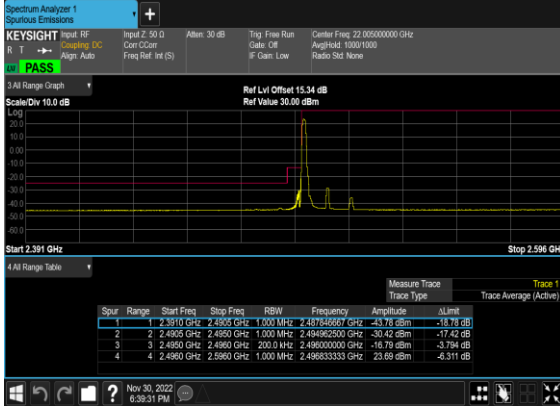 Spectrum Analyzer 1
Spurious Emissions
+
KEYSIGHT Input: RF Input Z: 50 Ω Atten: 30 dB Trig: Free Run Center Freq: 22.005000000 GHz
R T Coupling: DC Corr CCorr Gate: Off Avg|Hold: 1000/1000
Align: Auto Freq Ref: Int (S) IF Gain: Low Radio Std: None
PASS
3 All Range Graph Ref Lvl Offset 15.34 dB
Scale/Div 10.0 dB Ref Value 30.00 dBm
Log
20.0
10.0
0.00
-10.0
-20.0
-30.0
-40.0
-50.0
-60.0
Start 2.391 GHz Stop 2.596 GHz
4 All Range Table
Measure Trace Trace 1
Trace Type Trace Average (Active)
Spur Range Start Freq Stop Freq RBW Frequency Amplitude ΔLimit
1 1 2.3910 GHz 2.4905 GHz 1.000 MHz 2.487846667 GHz -43.78 dBm -18.78 dB
2 2 2.4905 GHz 2.4950 GHz 1.000 MHz 2.494962500 GHz -30.42 dBm -17.42 dB
3 3 2.4950 GHz 2.4960 GHz 200.0 kHz 2.496000000 GHz -16.79 dBm -3.794 dB
4 4 2.4960 GHz 2.5960 GHz 1.000 MHz 2.496833333 GHz 23.69 dBm -6.311 dB
? Nov 30, 2022
6:39:31 PM